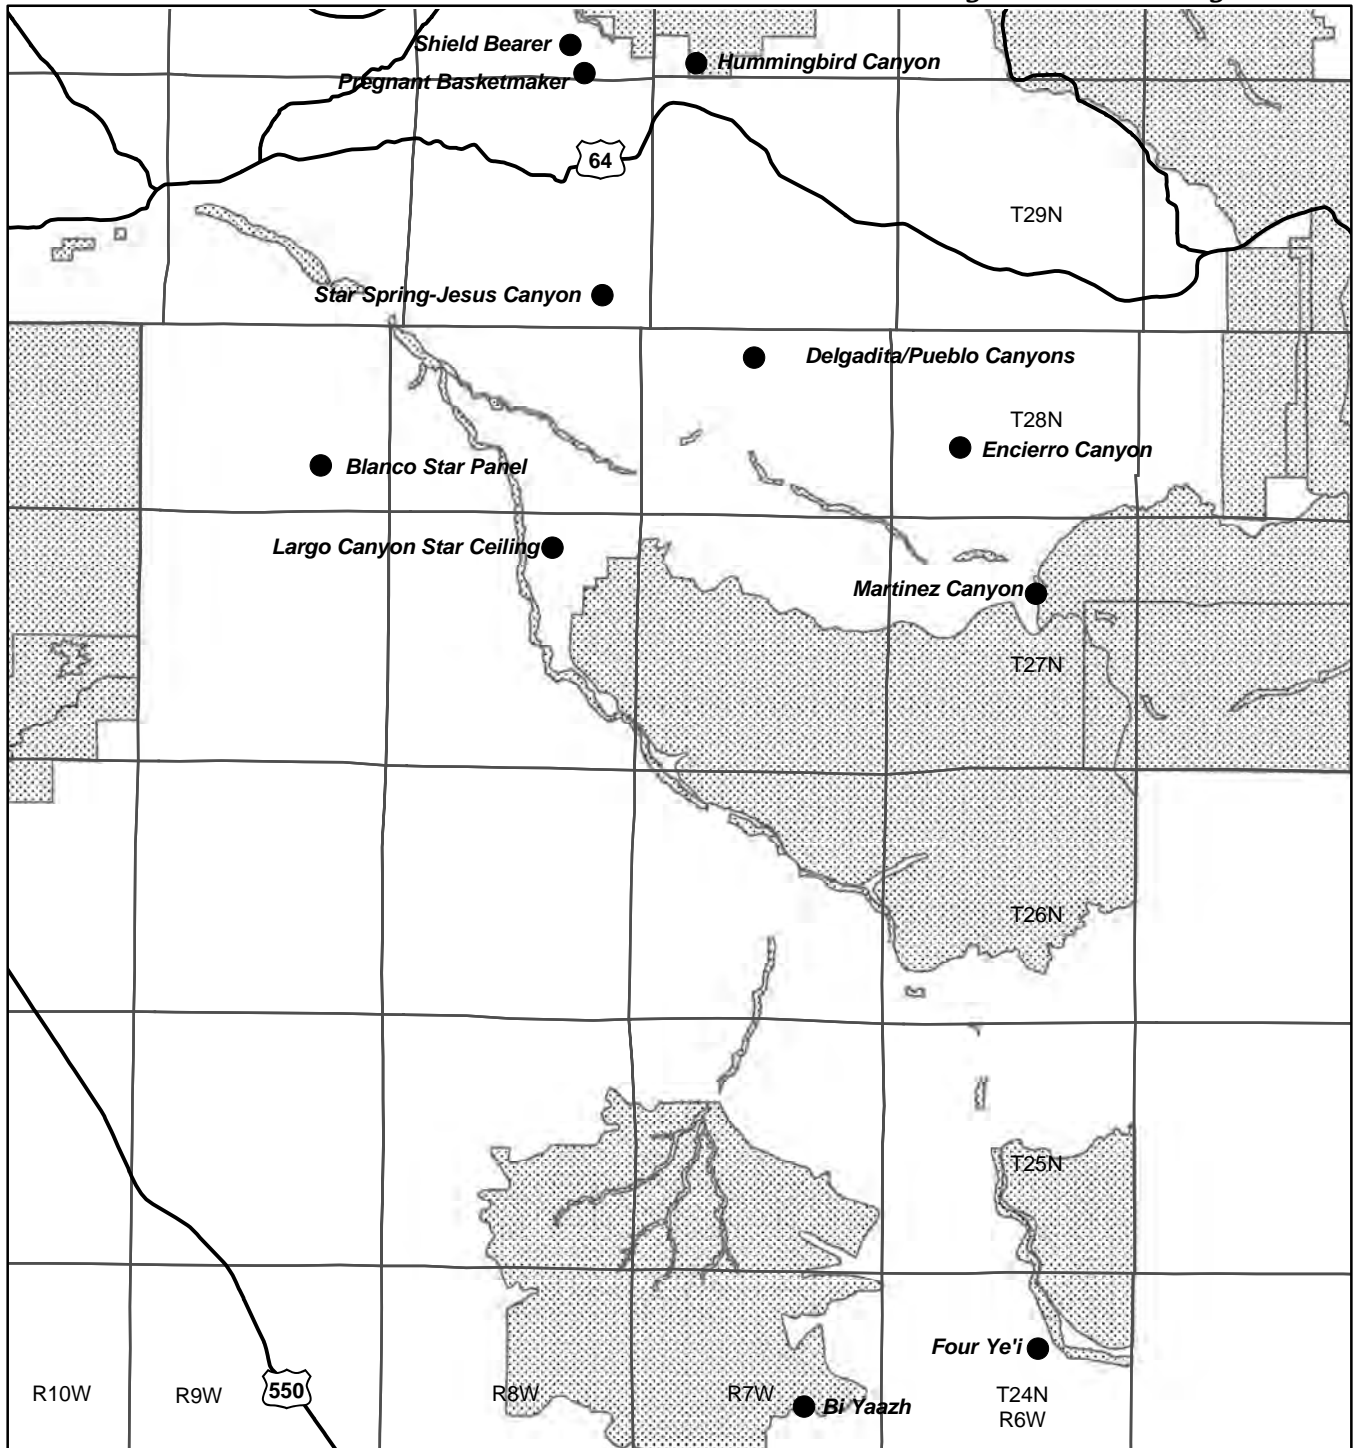 Shield Bearer
Hummingbird Canyon
Pregnant Basketmaker
64
T29N
Star Spring-Jesus Canyon
Delgadita/Pueblo Canyons
T28N
Encierro Canyon
Blanco Star Panel
Largo Canyon Star Ceiling
Martinez Canyon
T27N
T26N
T25N
Four Ye'i
R10W
R9W
550
R8W
R7W
T24N
R6W
Bi Yaazh